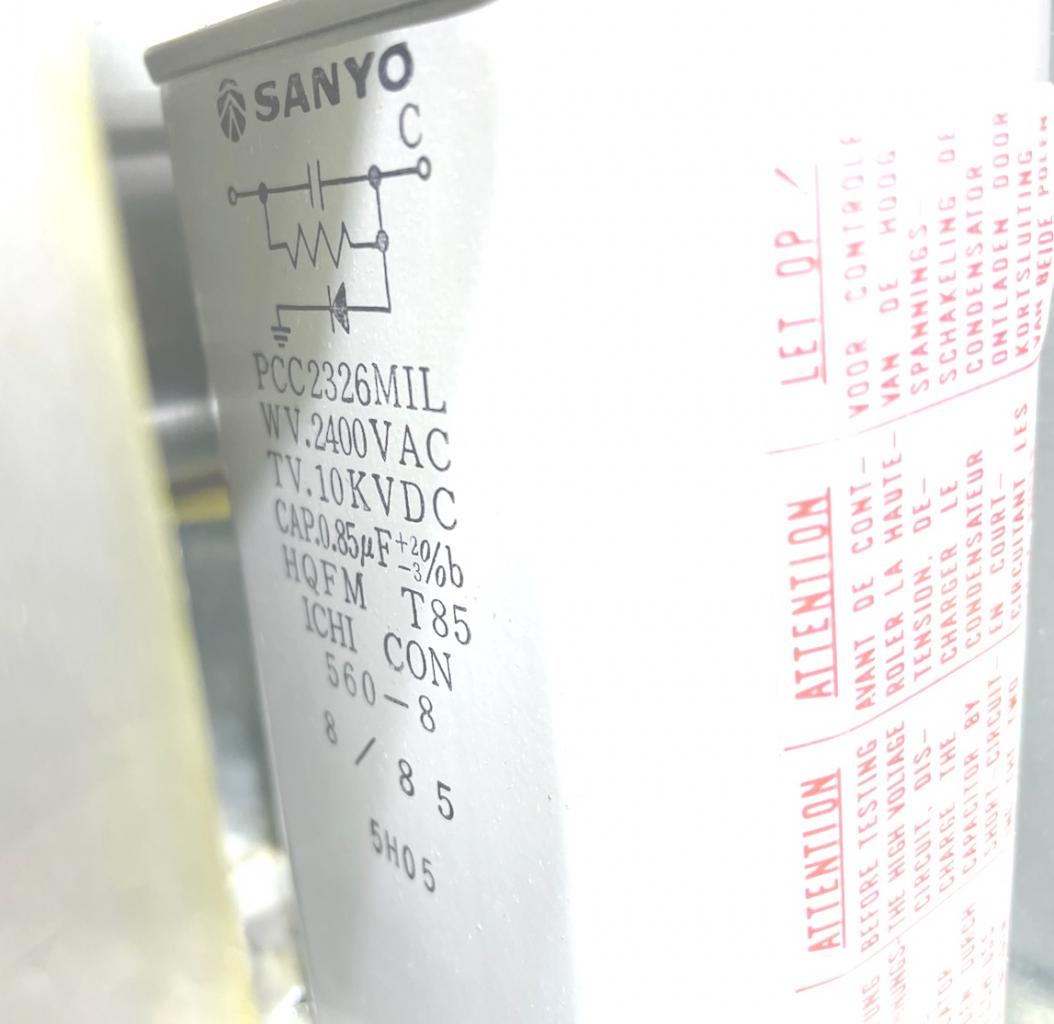 SANYO
C
PCC2326MIL
WV.2400VAC
TV.10KVDC
CAP.0.85µF+20/-3%b
HQFM T85
ICHI CON
560-8
8/85
5H05
LET OP /
VOOR CONTROLE
VAN DE HOOG
SPANNINGS-
SCHAKELING DE
CONDENSATOR
ONTLADEN DOOR
KORTSLUITING
VAN BEIDE POLEN
ATTENTION
AVANT DE CONT-
ROLER LA HAUTE-
TENSION, DE-
CHARGER LE
CONDENSATEUR
EN COURT-
CIRCUITANT LES
ATTENTION
BEFORE TESTING
THE HIGH VOLTAGE
CIRCUIT, DIS-
CHARGE THE
CAPACITOR BY
SHORT-CIRCUIT-
THE TWO
DURCH